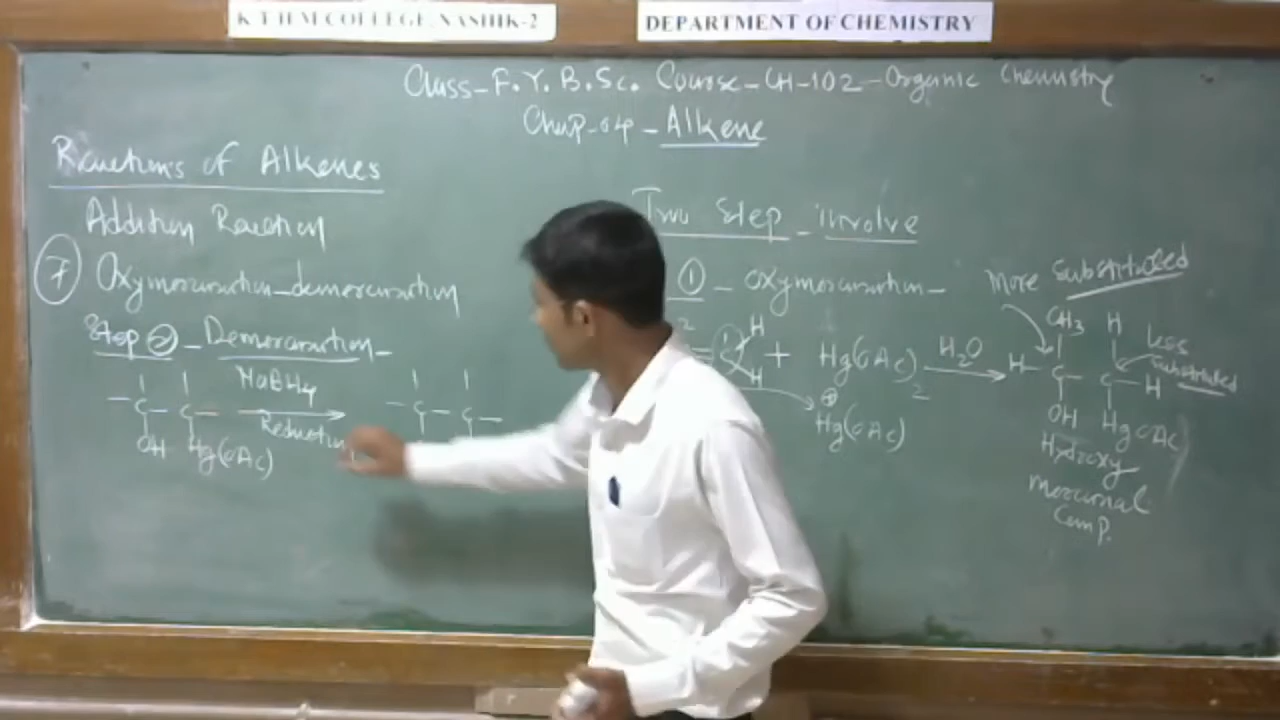 K T H M COLLEGE, NASHIK-2
DEPARTMENT OF CHEMISTRY
Class-F.Y.B.Sc. Course-CH-102-Organic Chemistry
Chap-04-Alkene
Reactions of Alkenes
Addition Reaction
7 Oxymercuration-demercuration
Step 2 - Demercuration-
NaBH4
Reduction
-C-C-
OH Hg(OAc)
-C-C-
Two Step involve
1 - Oxymercuration-
H
H
+ Hg(OAc)2
H2O
⊕
Hg(OAc)
More Substituted
CH3 H
Less
Substituted
H-C-C-H
OH HgOAc
Hydroxy
Mercurial
Comp.